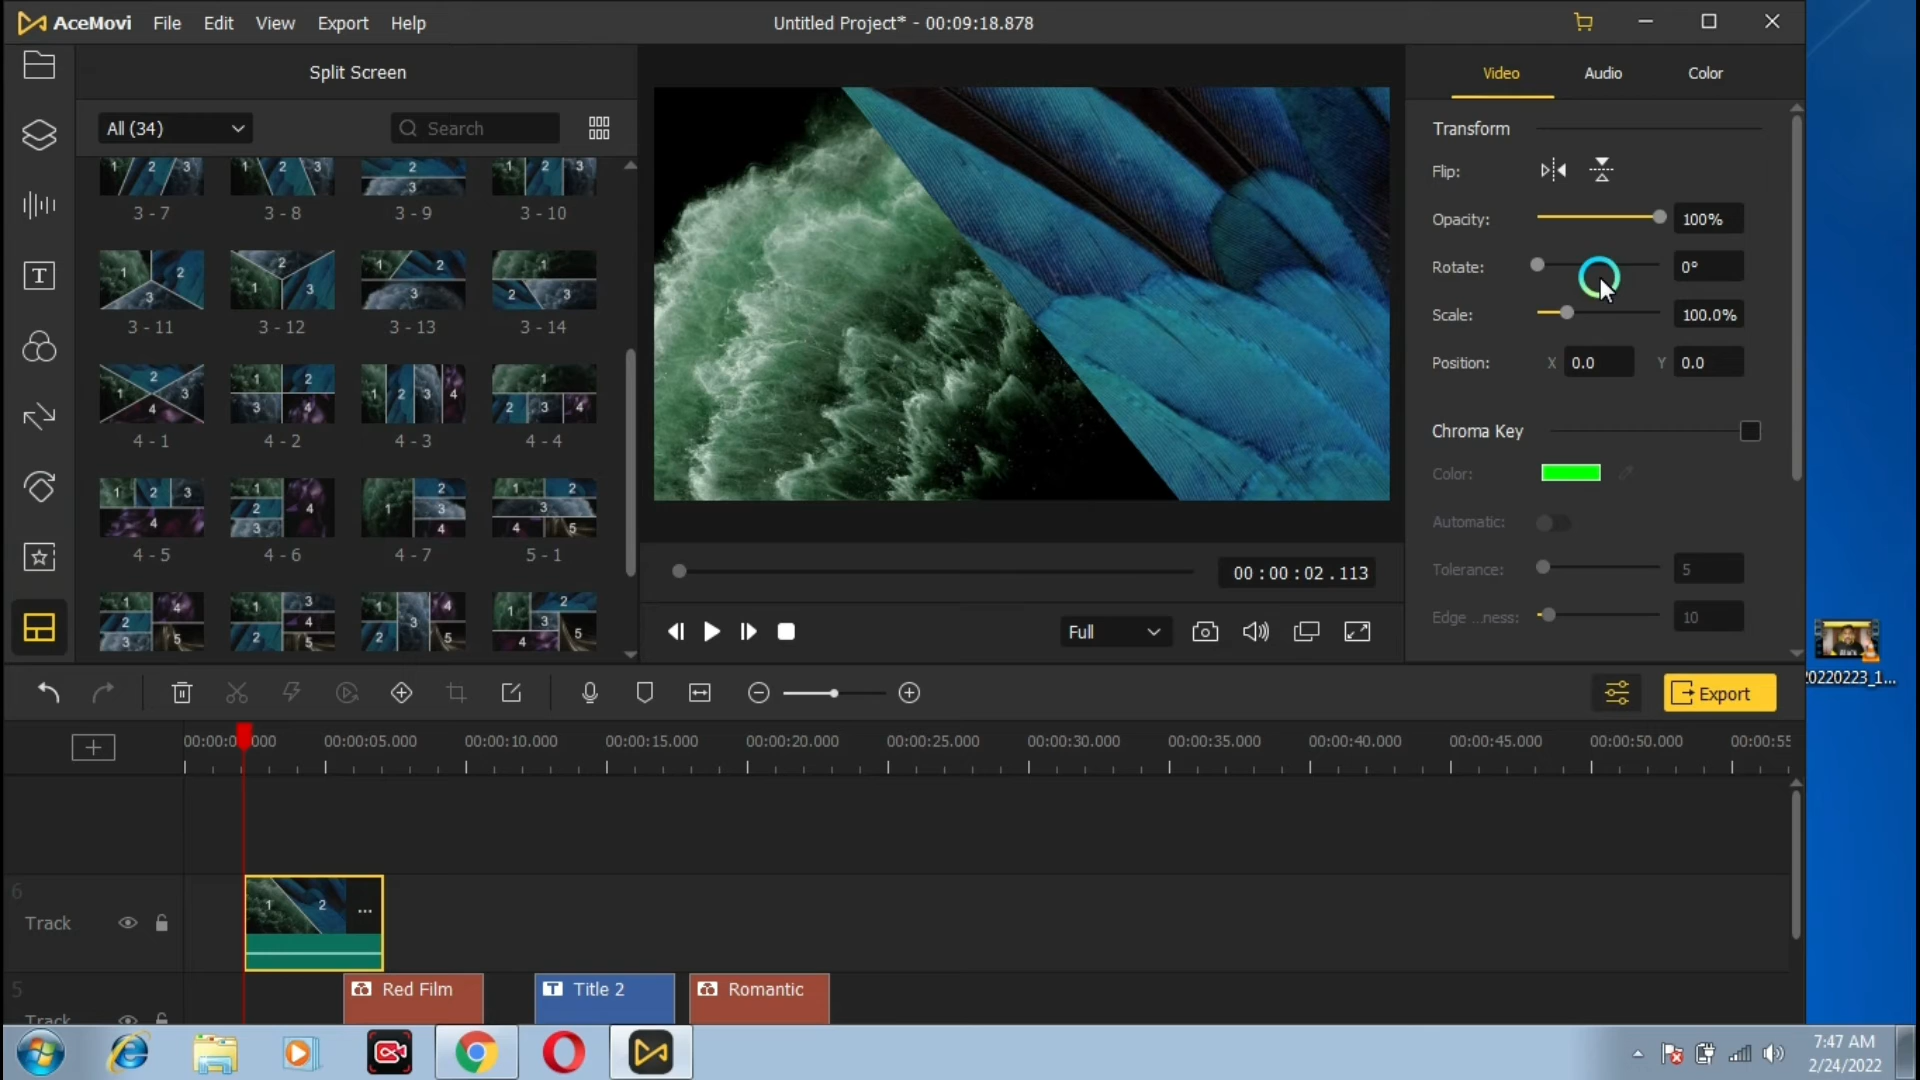 AceMovi File Edit View Export Help
Untitled Project* - 00:09:18.878
Split Screen
All (34)
Search
3 - 7 3 - 8 3 - 9 3 - 10
3 - 11 3 - 12 3 - 13 3 - 14
4 - 1 4 - 2 4 - 3 4 - 4
4 - 5 4 - 6 4 - 7 5 - 1
00 : 00 : 02 . 113
Full
Video Audio Color
Transform
Flip:
Opacity: 100%
Rotate: 0°
Scale: 100.0%
Position: X 0.0 Y 0.0
Chroma Key
Color:
Automatic:
Tolerance: 5
Edge ...ness: 10
20220223_1...
Export
00:00:05.000 00:00:10.000 00:00:15.000 00:00:20.000 00:00:25.000 00:00:30.000 00:00:35.000 00:00:40.000 00:00:45.000 00:00:50.000 00:00:55
6
Track
1 2 ...
5
Track
Red Film
Title 2
Romantic
7:47 AM
2/24/2022